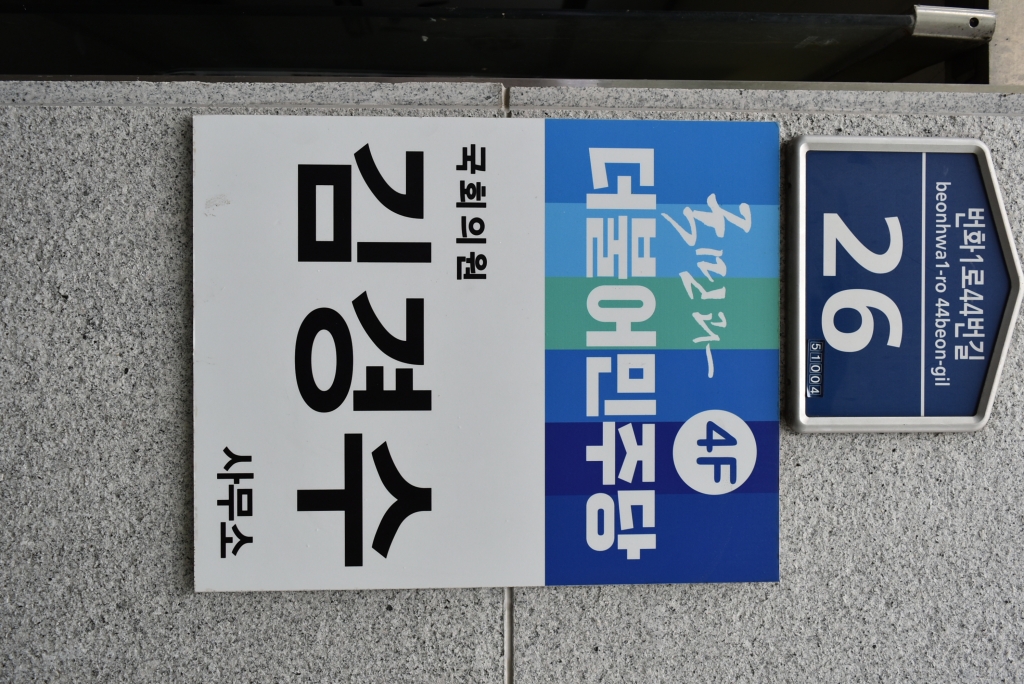 번화1로44번길
beonhwa1-ro 44beon-gil
26
51004
4F
더불어민주당
국회의원
김경수
사무소